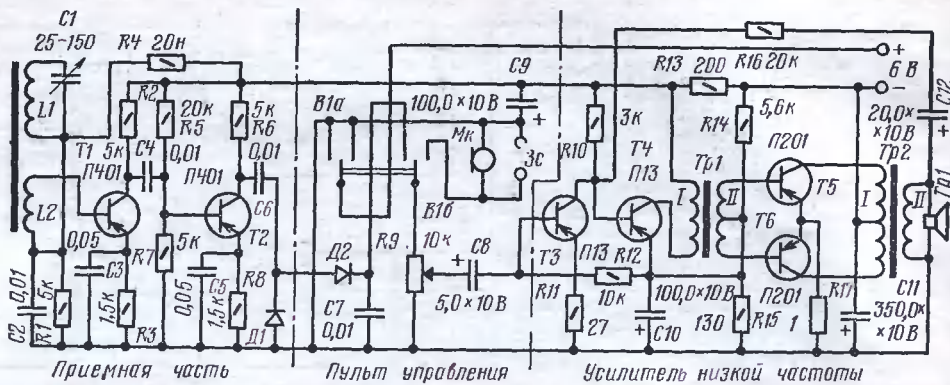 C1
25-150
R4 20н
L1
R2
5к
20к
R5
5к
R6
0,01
C4
0,01
T1
П401
П401
C6
T2
L2
0,05
C3
R7
5к
0,05
C5
R8
1,5к
1,5к
R3
0,01
C2
5к
R1
Д1
C9
100,0×10В
В1а
Мк
Зс
В1б
Д2
R9
10к
C8
5,0×10В
C7
0,01
3к
R10
T4
П13
T3
П13
R12
10к
R11
27
100,0×10В
C10
130
R15
R13
200
R16 20к
+
6 В
−
5,6к
R14
П201
T5
T6
П201
Тр1
I
II
Тр2
I
II
C12
20,0×
×10В
Гр1
R17
1
C11
350,0×
×10В
Приемная часть
Пульт управления
Усилитель низкой частоты